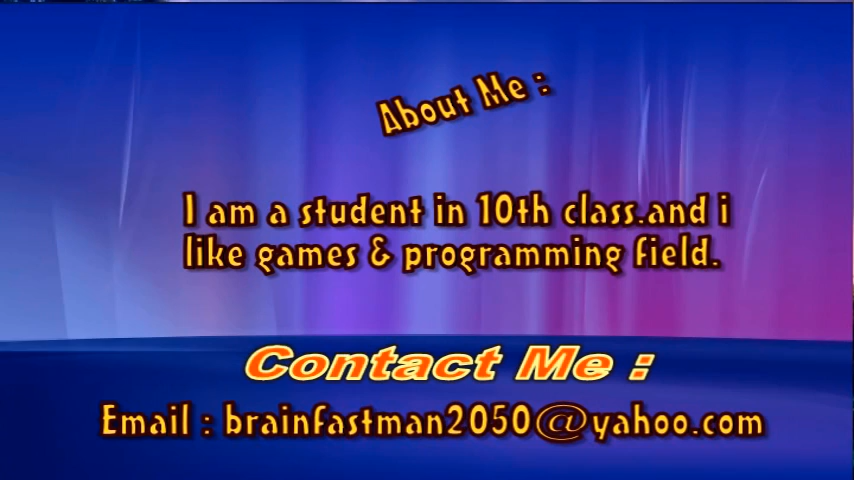 About Me :
I am a student in 10th class.and i
like games & programming field.
Contact Me :
Email : brainfastman2050@yahoo.com